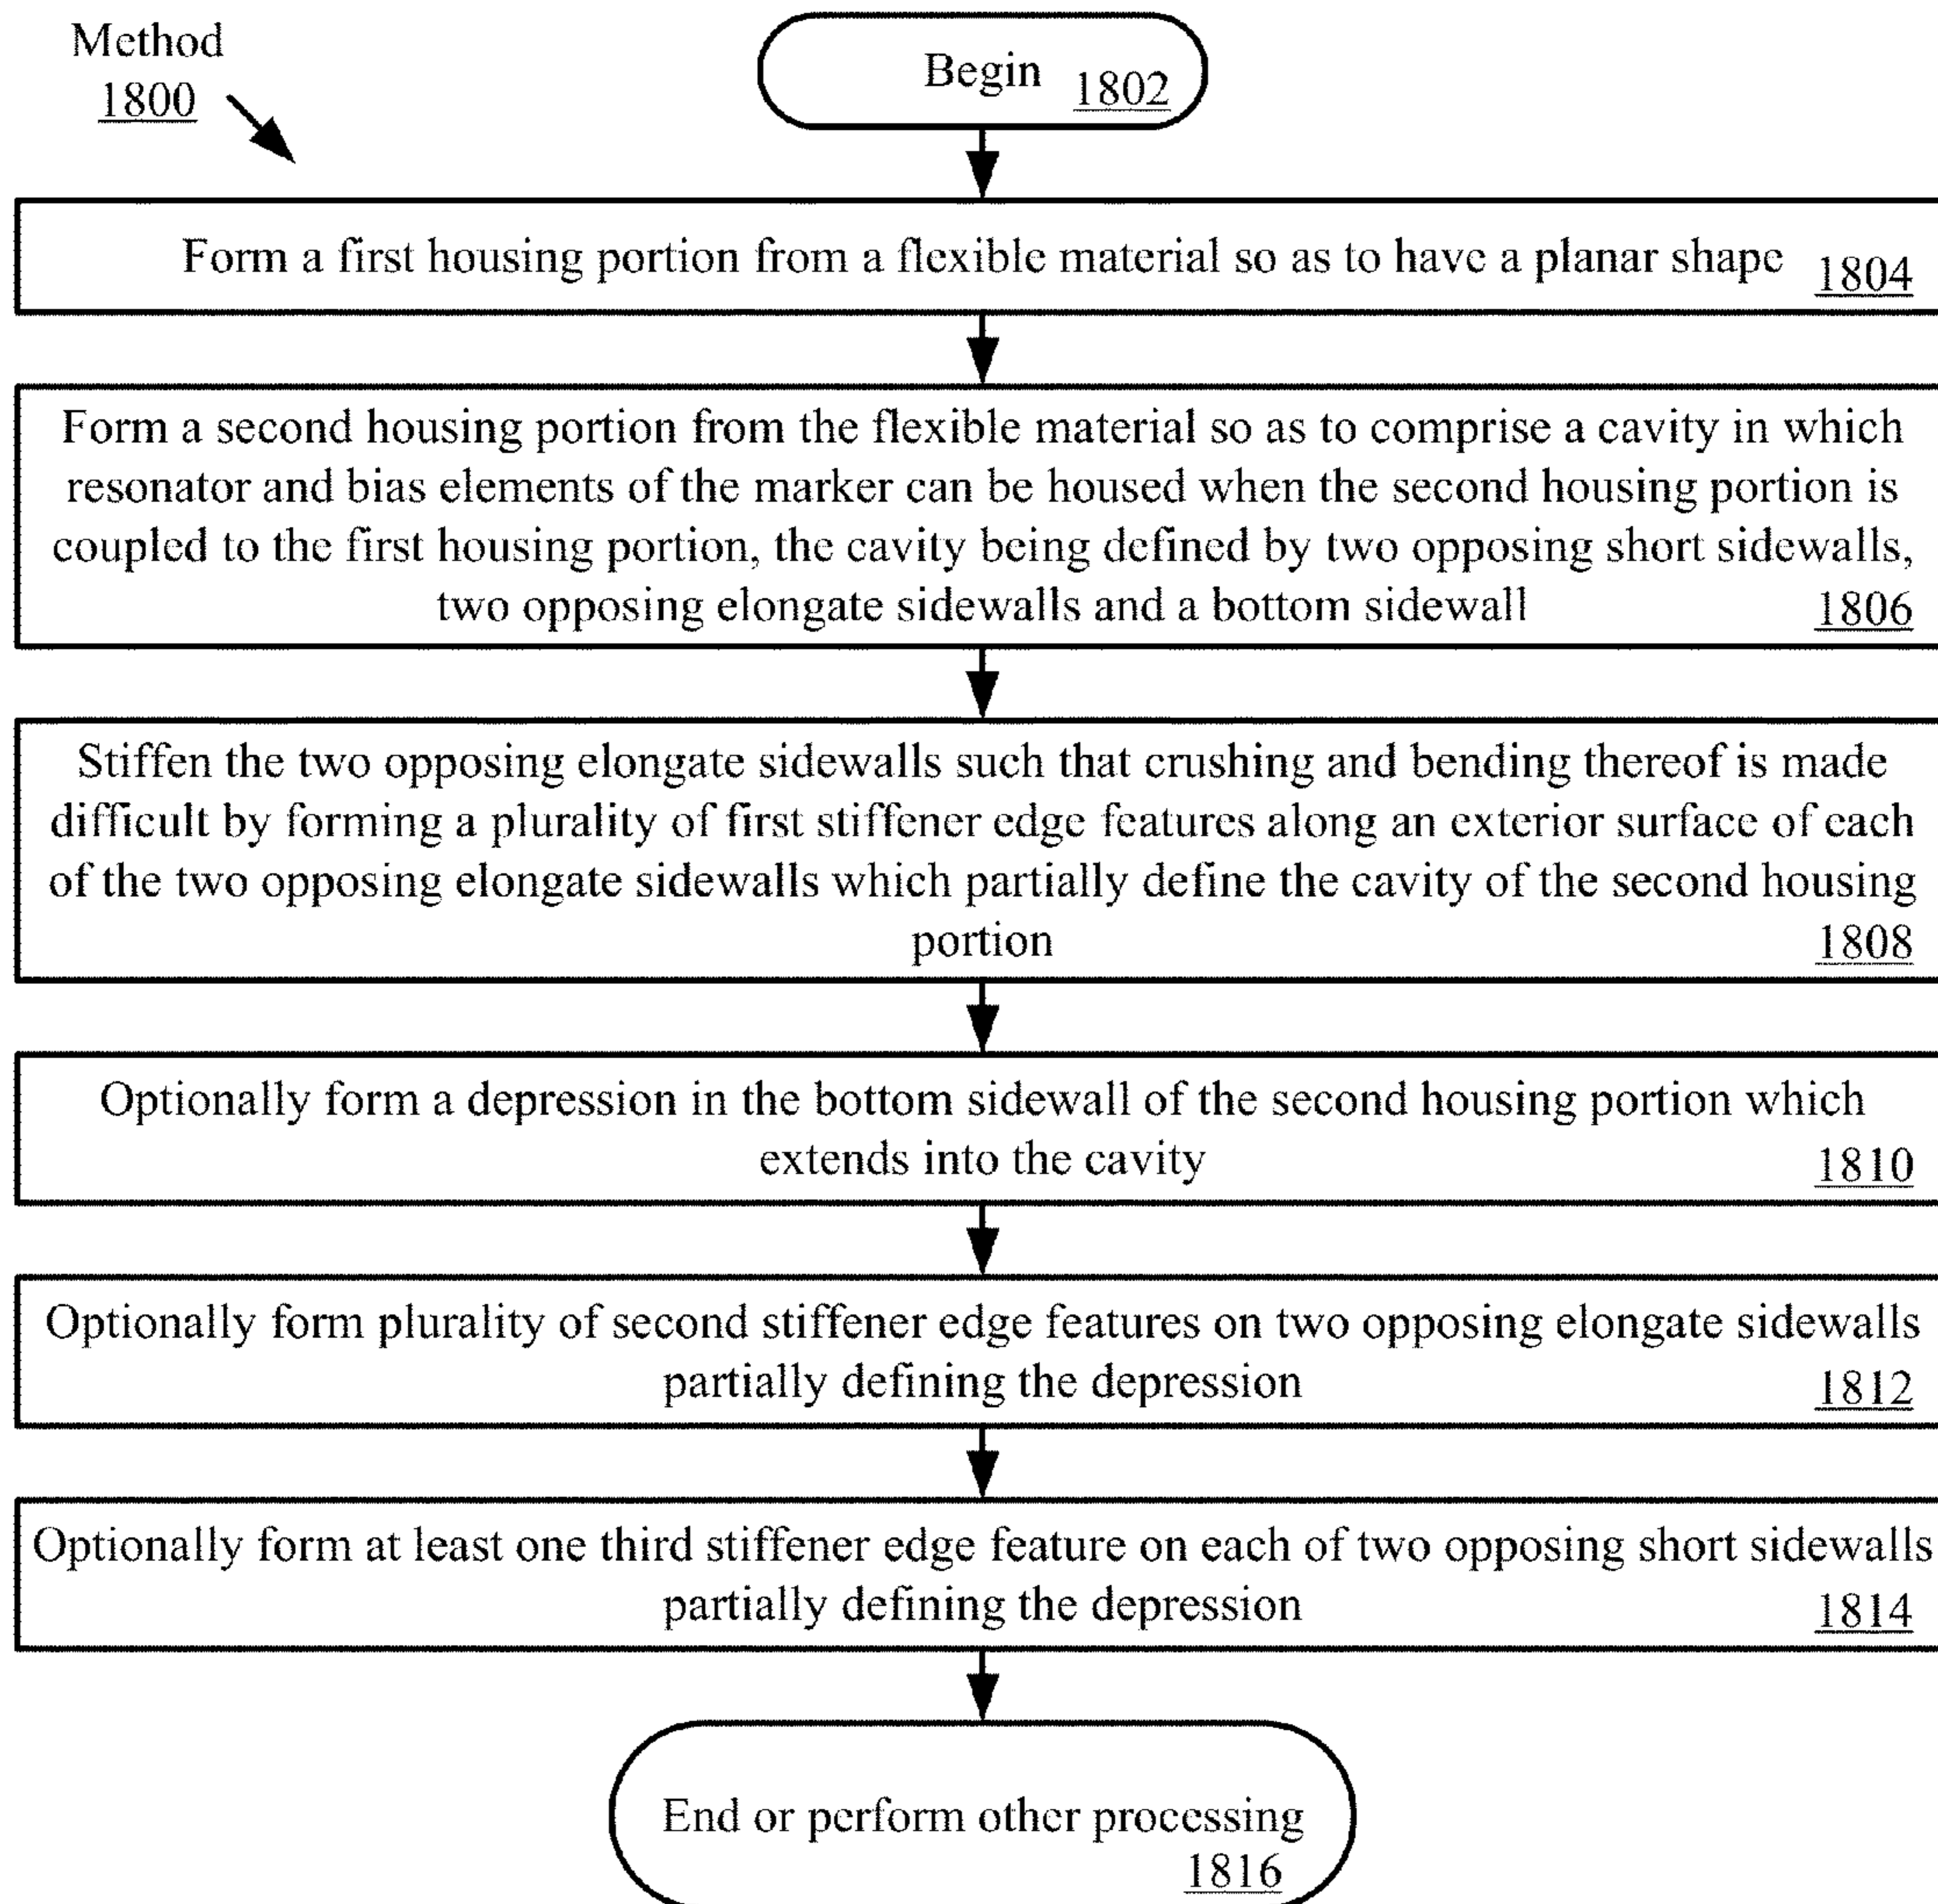 Method
1800
Begin 1802
Form a first housing portion from a flexible material so as to have a planar shape 1804
Form a second housing portion from the flexible material so as to comprise a cavity in which
resonator and bias elements of the marker can be housed when the second housing portion is
coupled to the first housing portion, the cavity being defined by two opposing short sidewalls,
two opposing elongate sidewalls and a bottom sidewall 1806
Stiffen the two opposing elongate sidewalls such that crushing and bending thereof is made
difficult by forming a plurality of first stiffener edge features along an exterior surface of each
of the two opposing elongate sidewalls which partially define the cavity of the second housing
portion 1808
Optionally form a depression in the bottom sidewall of the second housing portion which
extends into the cavity 1810
Optionally form plurality of second stiffener edge features on two opposing elongate sidewalls
partially defining the depression 1812
Optionally form at least one third stiffener edge feature on each of two opposing short sidewalls
partially defining the depression 1814
End or perform other processing
1816